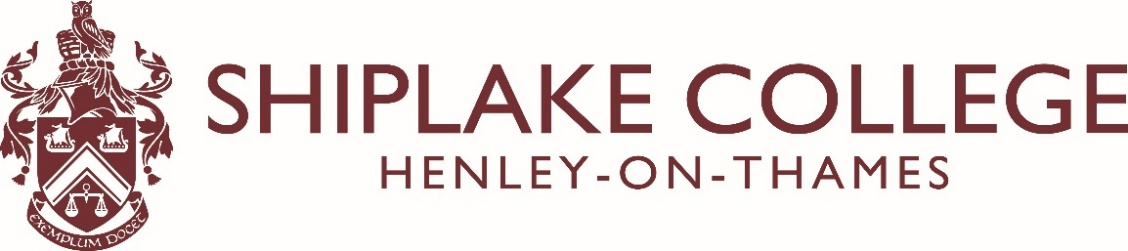 SHIPLAKE COLLEGE
HENLEY-ON-THAMES
EXEMPLUM DOCET